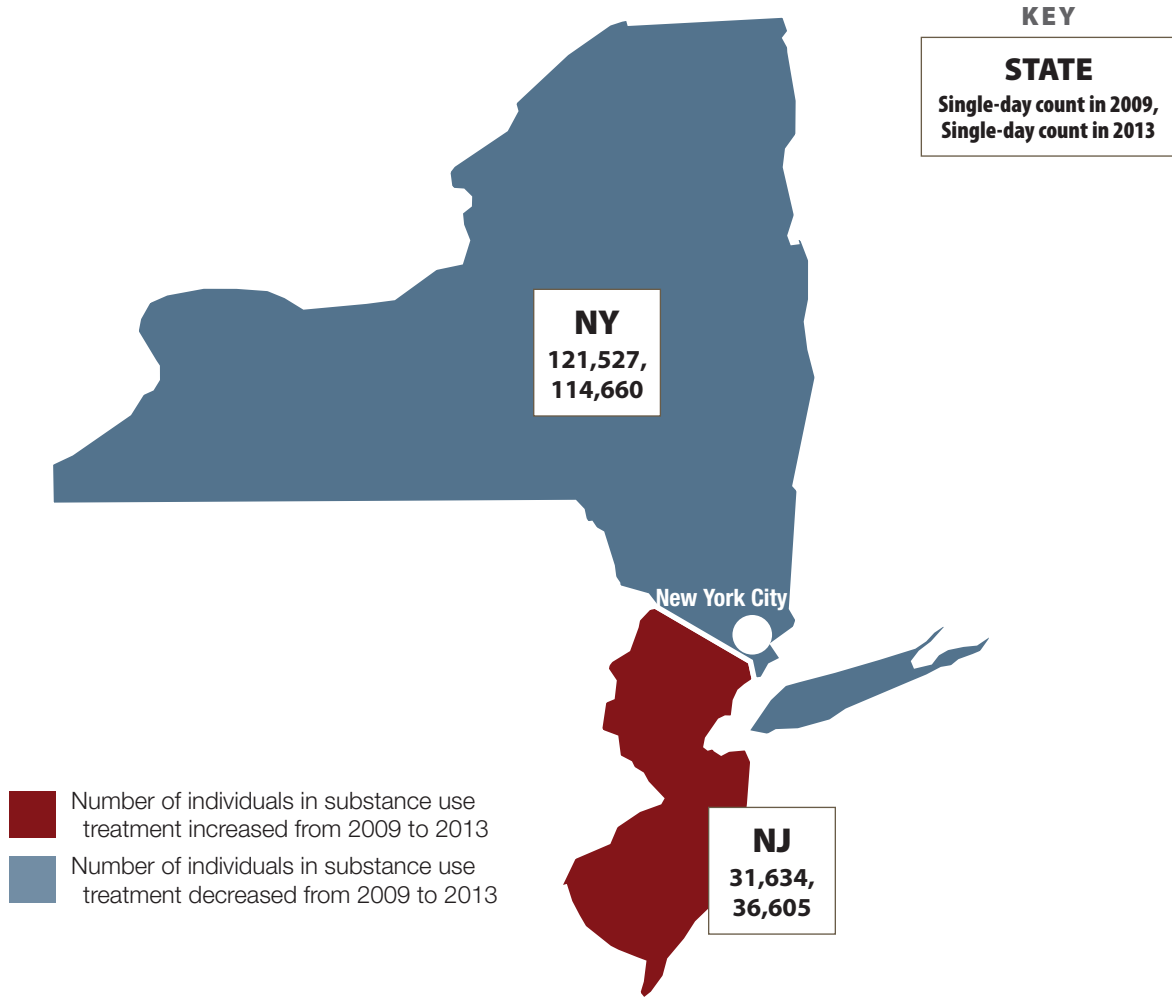 KEY
STATE
Single-day count in 2009,
Single-day count in 2013
NY
121,527,
114,660
New York City
Number of individuals in substance use
treatment increased from 2009 to 2013
Number of individuals in substance use
treatment decreased from 2009 to 2013
NJ
31,634,
36,605